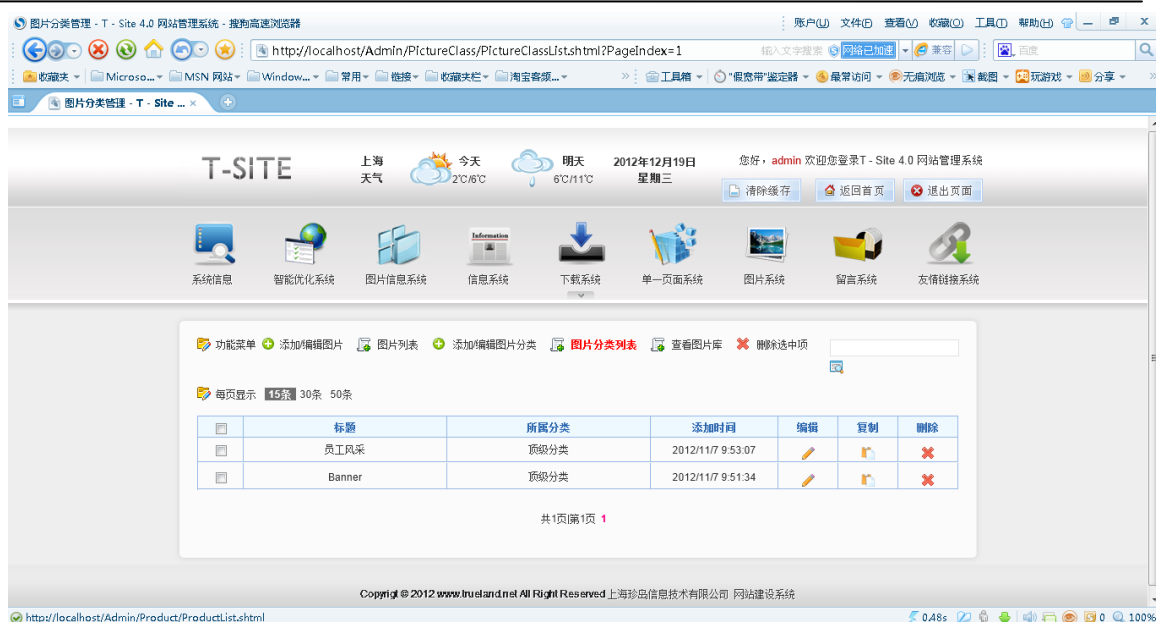 图片分类管理 - T - Site 4.0 网站管理系统 - 搜狗高速浏览器 账户(U) 文件(F) 查看(V) 收藏(O) 工具(T) 帮助(H)
http://localhost/Admin/PictureClass/PictureClassList.shtml?PageIndex=1 输入文字搜索 网络已加速 兼容 百度
收藏夹 Microso... MSN 网站 Window... 常用 链接 收藏夹栏 淘宝客频... » 工具箱 "假宽带"鉴定器 最常访问 无痕浏览 截图 玩游戏 分享 »
图片分类管理 - T - Site ... ×
T-SITE
上海 今天 明天 2012年12月19日 您好，admin 欢迎您登录T - Site 4.0 网站管理系统
天气 2℃/6℃ 6℃/11℃ 星期三
清除缓存 返回首页 退出页面
Information
系统信息 智能优化系统 图片信息系统 信息系统 下载系统 单一页面系统 图片系统 留言系统 友情链接系统
功能菜单 添加/编辑图片 图片列表 添加/编辑图片分类 图片分类列表 查看图片库 删除选中项
每页显示 15条 30条 50条
标题 所属分类 添加时间 编辑 复制 删除
员工风采 顶级分类 2012/11/7 9:53:07
Banner 顶级分类 2012/11/7 9:51:34
共1页|第1页 1
Copyrigt @ 2012 www.trueland.net All Right Reserved 上海珍岛信息技术有限公司 网站建设系统
http://localhost/Admin/Product/ProductList.shtml 0.48s 0 100%